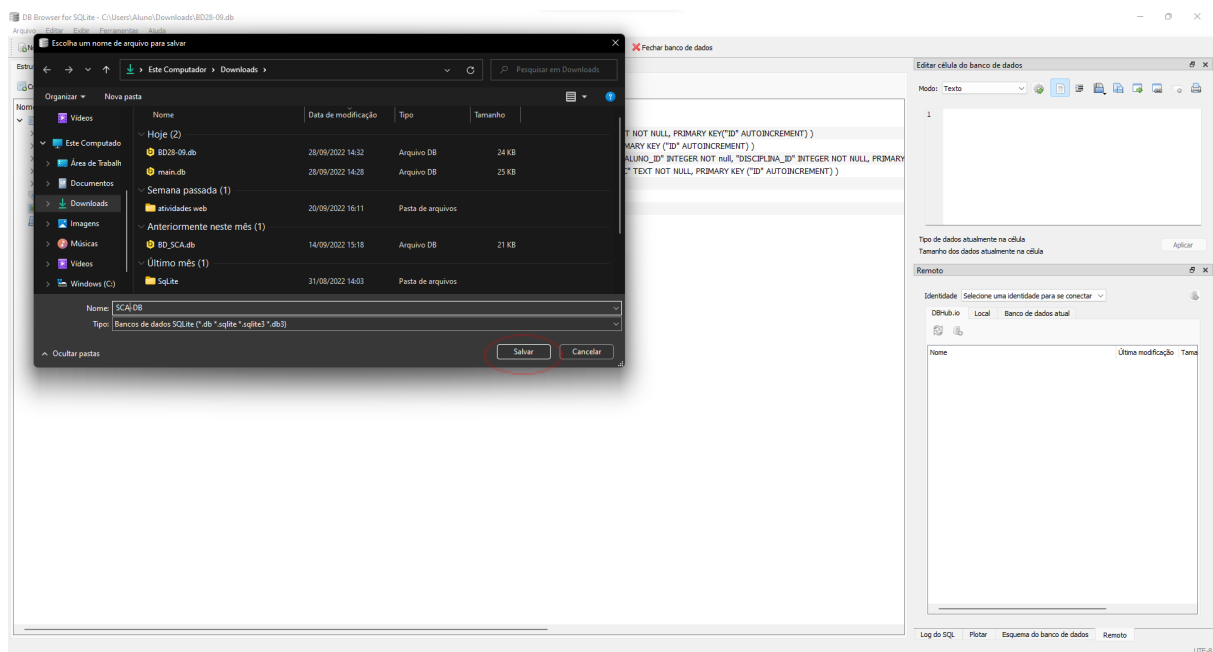 DB Browser for SQLite - C:\Users\Aluno\Downloads\BD28-09.db
Arquivo Editar Exibir Ferramentas Ajuda
Escolha um nome de arquivo para salvar
Fechar banco de dados
Este Computador > Downloads >
Pesquisar em Downloads
Organizar Nova pasta
Vídeos
Este Computado
Área de Trabalh
Documentos
Downloads
Imagens
Músicas
Vídeos
Windows (C:)
Nome Data de modificação Tipo Tamanho
Hoje (2)
BD28-09.db 28/09/2022 14:32 Arquivo DB 24 KB
main.db 28/09/2022 14:28 Arquivo DB 25 KB
Semana passada (1)
atividades web 20/09/2022 16:11 Pasta de arquivos
Anteriormente neste mês (1)
BD_SCA.db 14/09/2022 15:18 Arquivo DB 21 KB
Último mês (1)
SqLite 31/08/2022 14:03 Pasta de arquivos
Nome: SCA-DB
Tipo: Bancos de dados SQLite (*.db *.sqlite *.sqlite3 *.db3)
Ocultar pastas
Salvar Cancelar
T NOT NULL, PRIMARY KEY("ID" AUTOINCREMENT) )
MARY KEY ("ID" AUTOINCREMENT) )
ALUNO_ID" INTEGER NOT null, "DISCIPLINA_ID" INTEGER NOT NULL, PRIMARY
" TEXT NOT NULL, PRIMARY KEY ("ID" AUTOINCREMENT) )
Editar célula do banco de dados
Modo: Texto
1
Tipo de dados atualmente na célula
Tamanho dos dados atualmente na célula
Aplicar
Remoto
Identidade Selecione uma identidade para se conectar
DBHub.io Local Banco de dados atual
Nome Última modificação Tama
Log do SQL Plotar Esquema do banco de dados Remoto
UTF-8